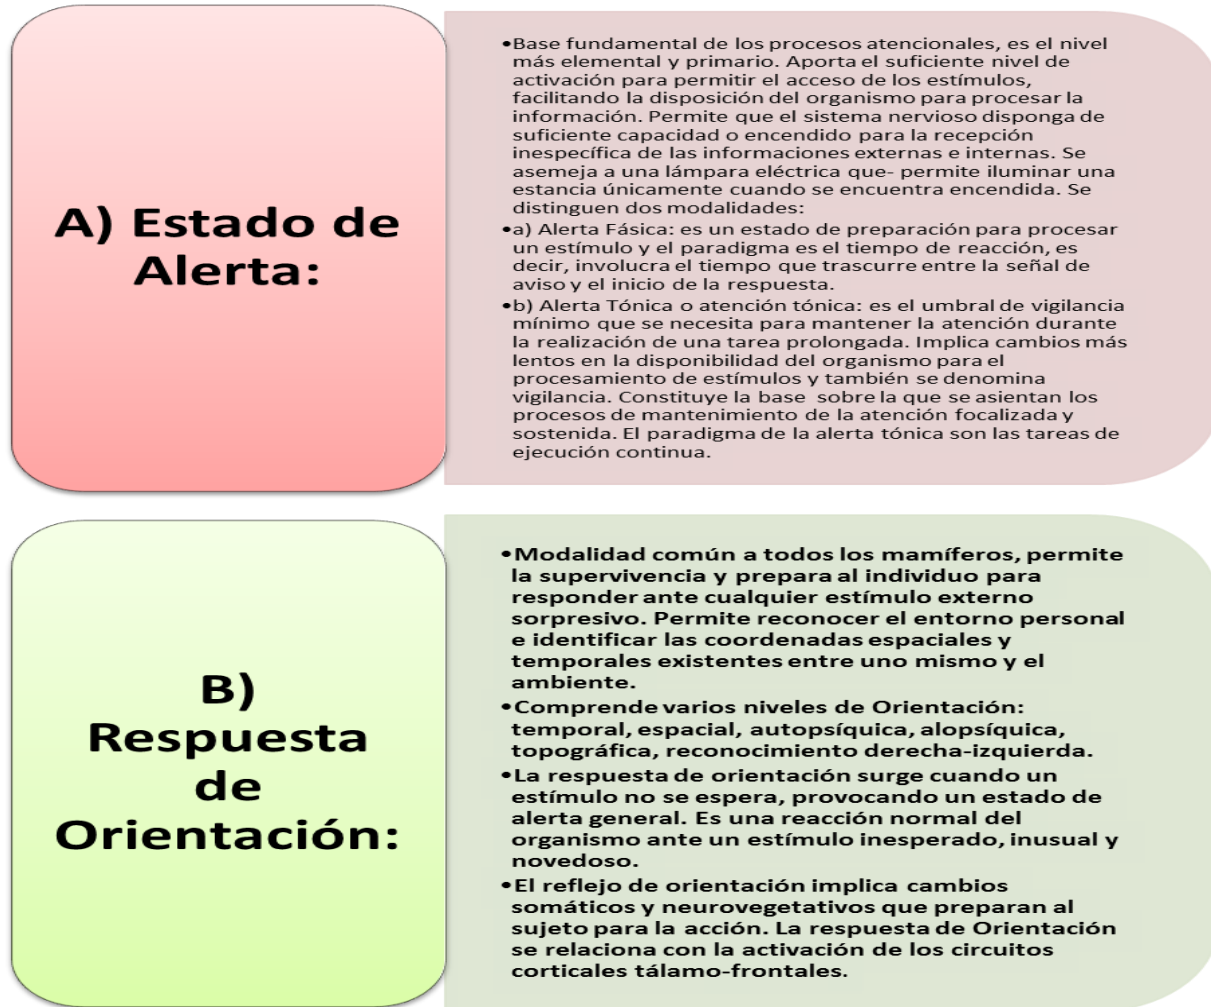 A) Estado de
Alerta:
•Base fundamental de los procesos atencionales, es el nivel
más elemental y primario. Aporta el suficiente nivel de
activación para permitir el acceso de los estímulos,
facilitando la disposición del organismo para procesar la
información. Permite que el sistema nervioso disponga de
suficiente capacidad o encendido para la recepción
inespecífica de las informaciones externas e internas. Se
asemeja a una lámpara eléctrica que- permite iluminar una
estancia únicamente cuando se encuentra encendida. Se
distinguen dos modalidades:
•a) Alerta Fásica: es un estado de preparación para procesar
un estímulo y el paradigma es el tiempo de reacción, es
decir, involucra el tiempo que trascurre entre la señal de
aviso y el inicio de la respuesta.
•b) Alerta Tónica o atención tónica: es el umbral de vigilancia
mínimo que se necesita para mantener la atención durante
la realización de una tarea prolongada. Implica cambios más
lentos en la disponibilidad del organismo para el
procesamiento de estímulos y también se denomina
vigilancia. Constituye la base sobre la que se asientan los
procesos de mantenimiento de la atención focalizada y
sostenida. El paradigma de la alerta tónica son las tareas de
ejecución continua.
B)
Respuesta
de
Orientación:
•Modalidad común a todos los mamíferos, permite
la supervivencia y prepara al individuo para
responder ante cualquier estímulo externo
sorpresivo. Permite reconocer el entorno personal
e identificar las coordenadas espaciales y
temporales existentes entre uno mismo y el
ambiente.
•Comprende varios niveles de Orientación:
temporal, espacial, autopsíquica, alopsíquica,
topográfica, reconocimiento derecha-izquierda.
•La respuesta de orientación surge cuando un
estímulo no se espera, provocando un estado de
alerta general. Es una reacción normal del
organismo ante un estímulo inesperado, inusual y
novedoso.
•El reflejo de orientación implica cambios
somáticos y neurovegetativos que preparan al
sujeto para la acción. La respuesta de Orientación
se relaciona con la activación de los circuitos
corticales tálamo-frontales.